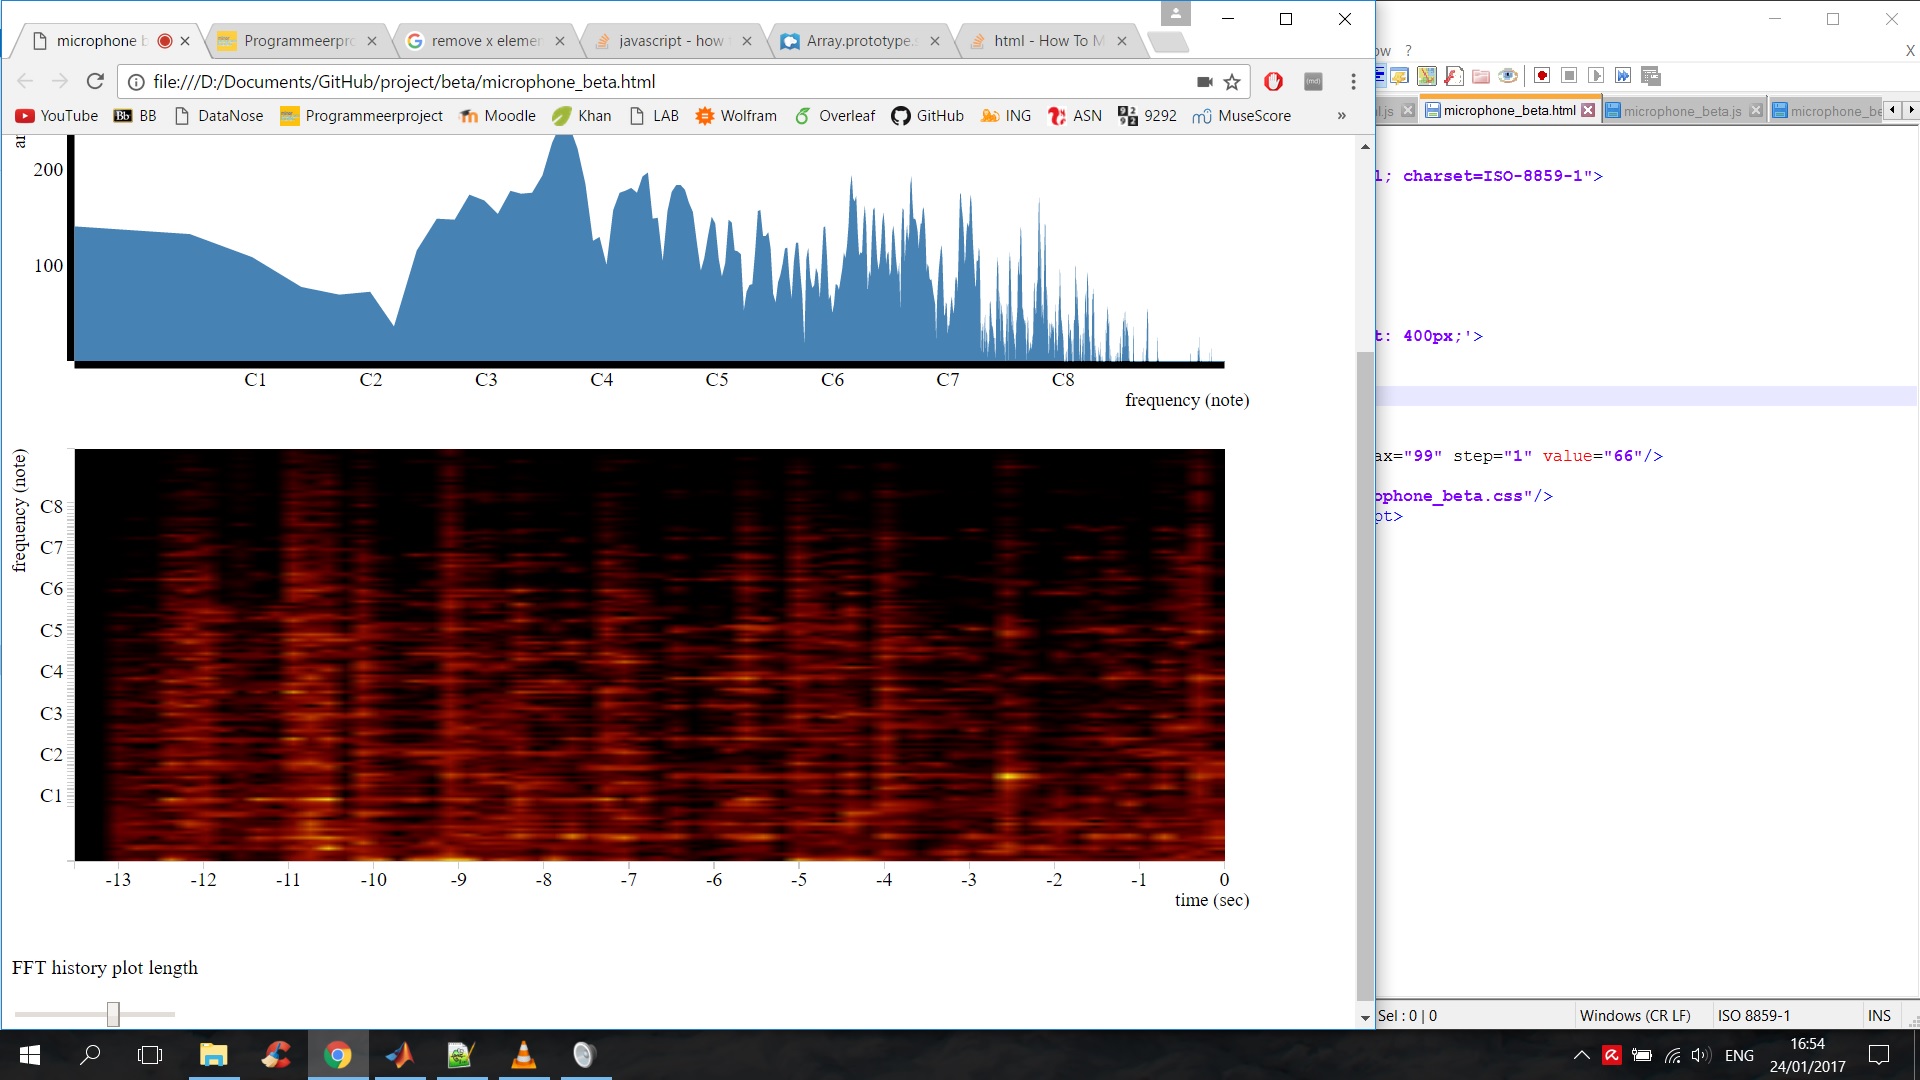 microphone b
Programmeerpro
remove x elemen
javascript - how
Array.prototype.s
html - How To M
file:///D:/Documents/GitHub/project/beta/microphone_beta.html
YouTube
Bb BB
DataNose
Programmeerproject
Moodle
Khan
LAB
Wolfram
Overleaf
GitHub
ING
ASN
9292
MuseScore
»
200
100
C1 C2 C3 C4 C5 C6 C7 C8
frequency (note)
frequency (note)
C8
C7
C6
C5
C4
C3
C2
C1
-13 -12 -11 -10 -9 -8 -7 -6 -5 -4 -3 -2 -1 0
time (sec)
FFT history plot length
ow ? X
l.js microphone_beta.html microphone_beta.js microphone_be
l; charset=ISO-8859-1">
t: 400px;'>
ax="99" step="1" value="66"/>
ophone_beta.css"/>
pt>
Sel : 0 | 0 Windows (CR LF) ISO 8859-1 INS
ENG
16:54
24/01/2017